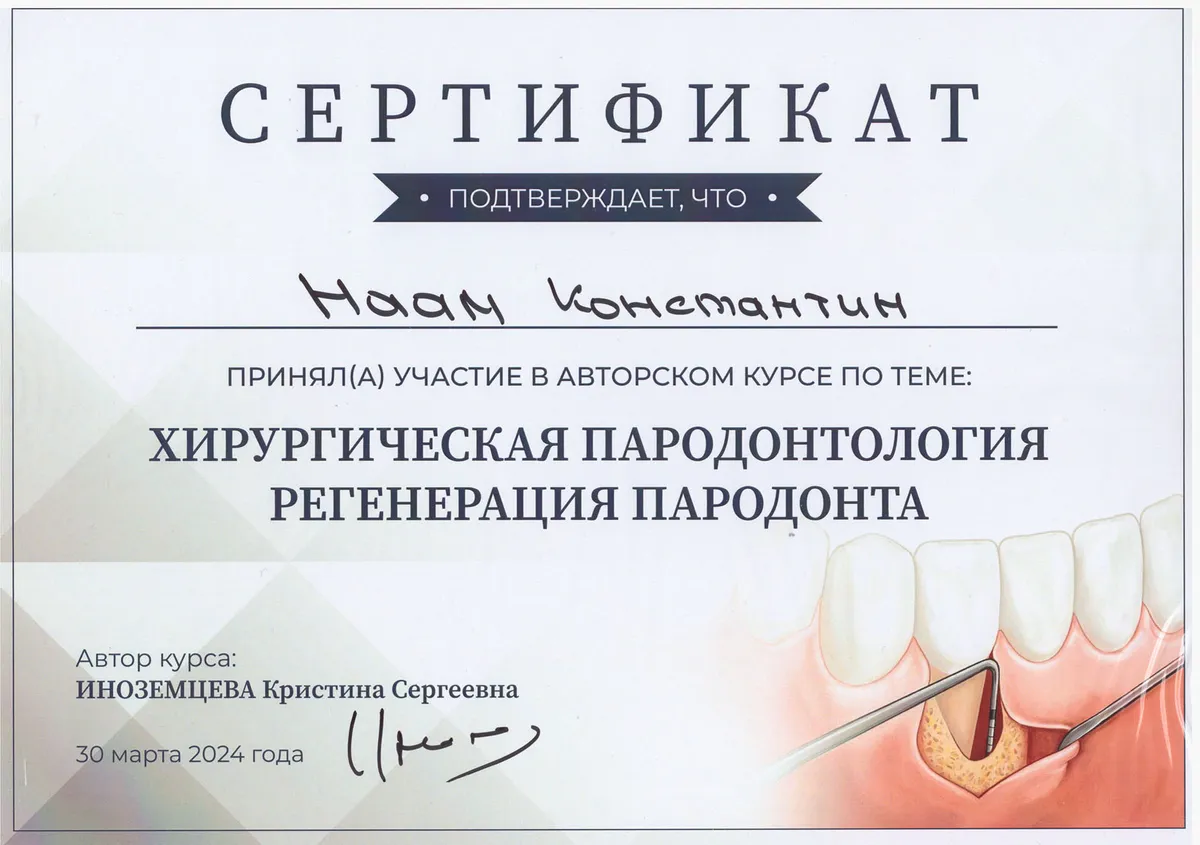 СЕРТИФИКАТ
• ПОДТВЕРЖДАЕТ, ЧТО •
Наам Константин
ПРИНЯЛ(А) УЧАСТИЕ В АВТОРСКОМ КУРСЕ ПО ТЕМЕ:
ХИРУРГИЧЕСКАЯ ПАРОДОНТОЛОГИЯ
РЕГЕНЕРАЦИЯ ПАРОДОНТА
Автор курса:
ИНОЗЕМЦЕВА Кристина Сергеевна
30 марта 2024 года